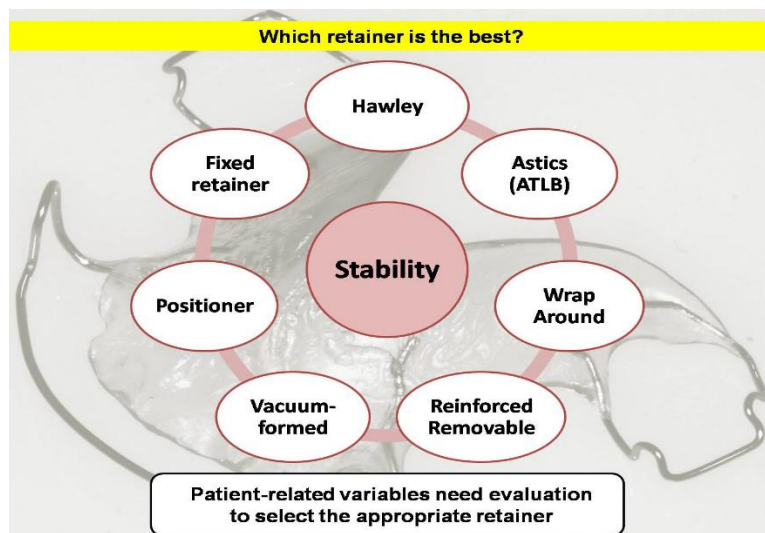 Which retainer is the best?
Hawley
Astics
(ATLB)
Wrap
Around
Reinforced
Removable
Vacuum-
formed
Positioner
Fixed
retainer
Stability
Patient-related variables need evaluation
to select the appropriate retainer